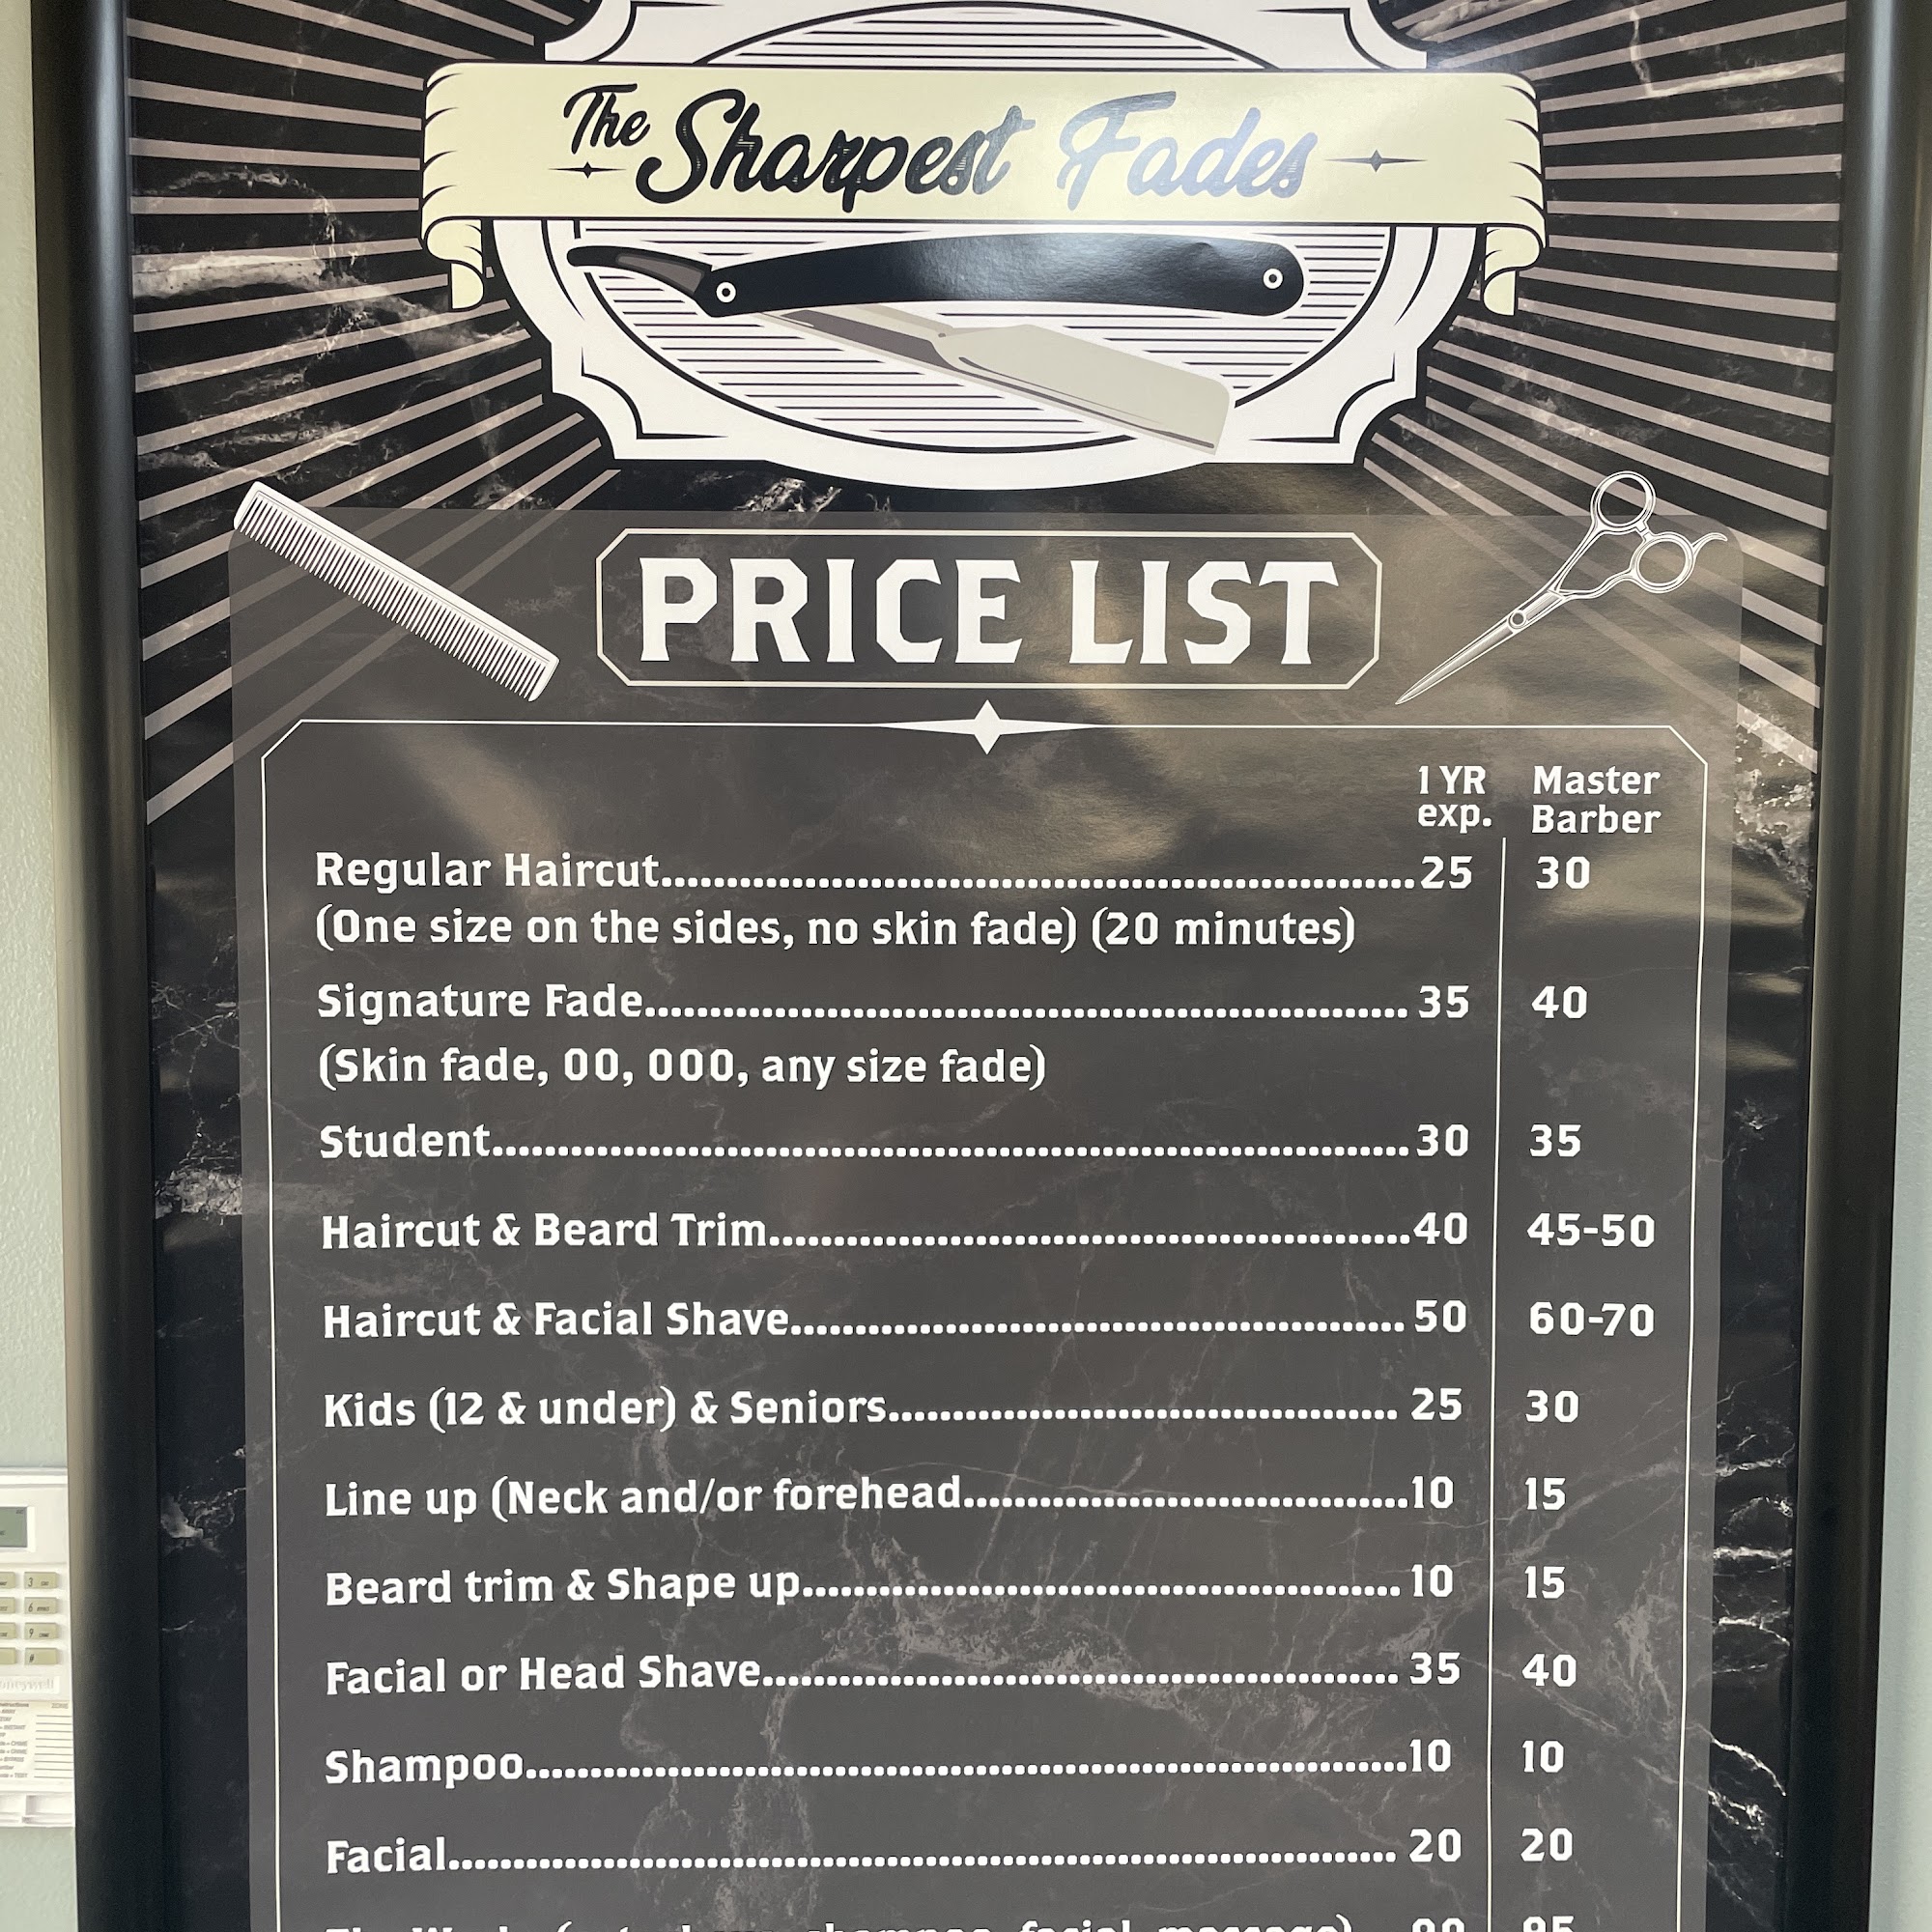 The Sharpest Fades
PRICE LIST
1 YR exp. Master Barber
Regular Haircut 25 30
(One size on the sides, no skin fade) (20 minutes)
Signature Fade 35 40
(Skin fade, 00, 000, any size fade)
Student 30 35
Haircut & Beard Trim 40 45-50
Haircut & Facial Shave 50 60-70
Kids (12 & under) & Seniors 25 30
Line up (Neck and/or forehead 10 15
Beard trim & Shape up 10 15
Facial or Head Shave 35 40
Shampoo 10 10
Facial 20 20